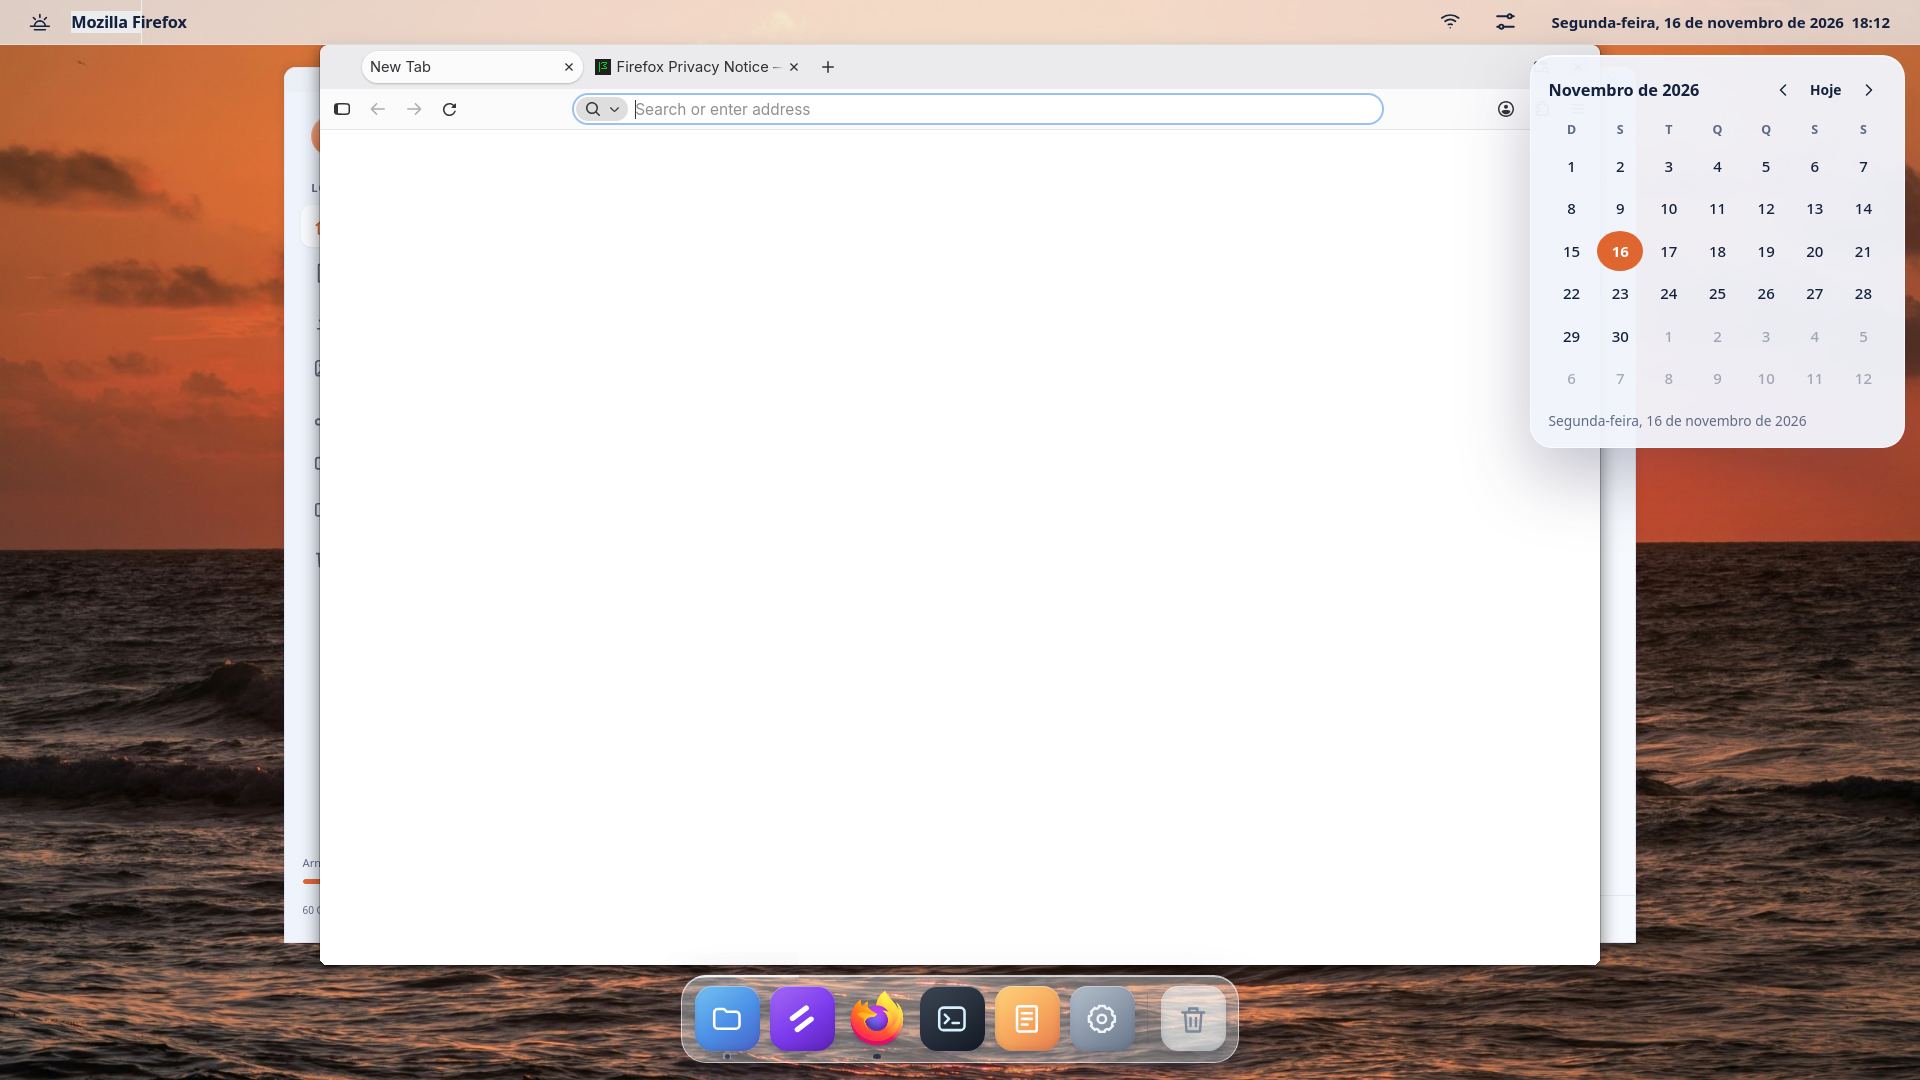 Mozilla Firefox
Segunda-feira, 16 de novembro de 2026 18:12
New Tab
Firefox Privacy Notice
Search or enter address
Novembro de 2026
Hoje
D S T Q Q S S
1 2 3 4 5 6 7
8 9 10 11 12 13 14
15 16 17 18 19 20 21
22 23 24 25 26 27 28
29 30 1 2 3 4 5
6 7 8 9 10 11 12
Segunda-feira, 16 de novembro de 2026
60